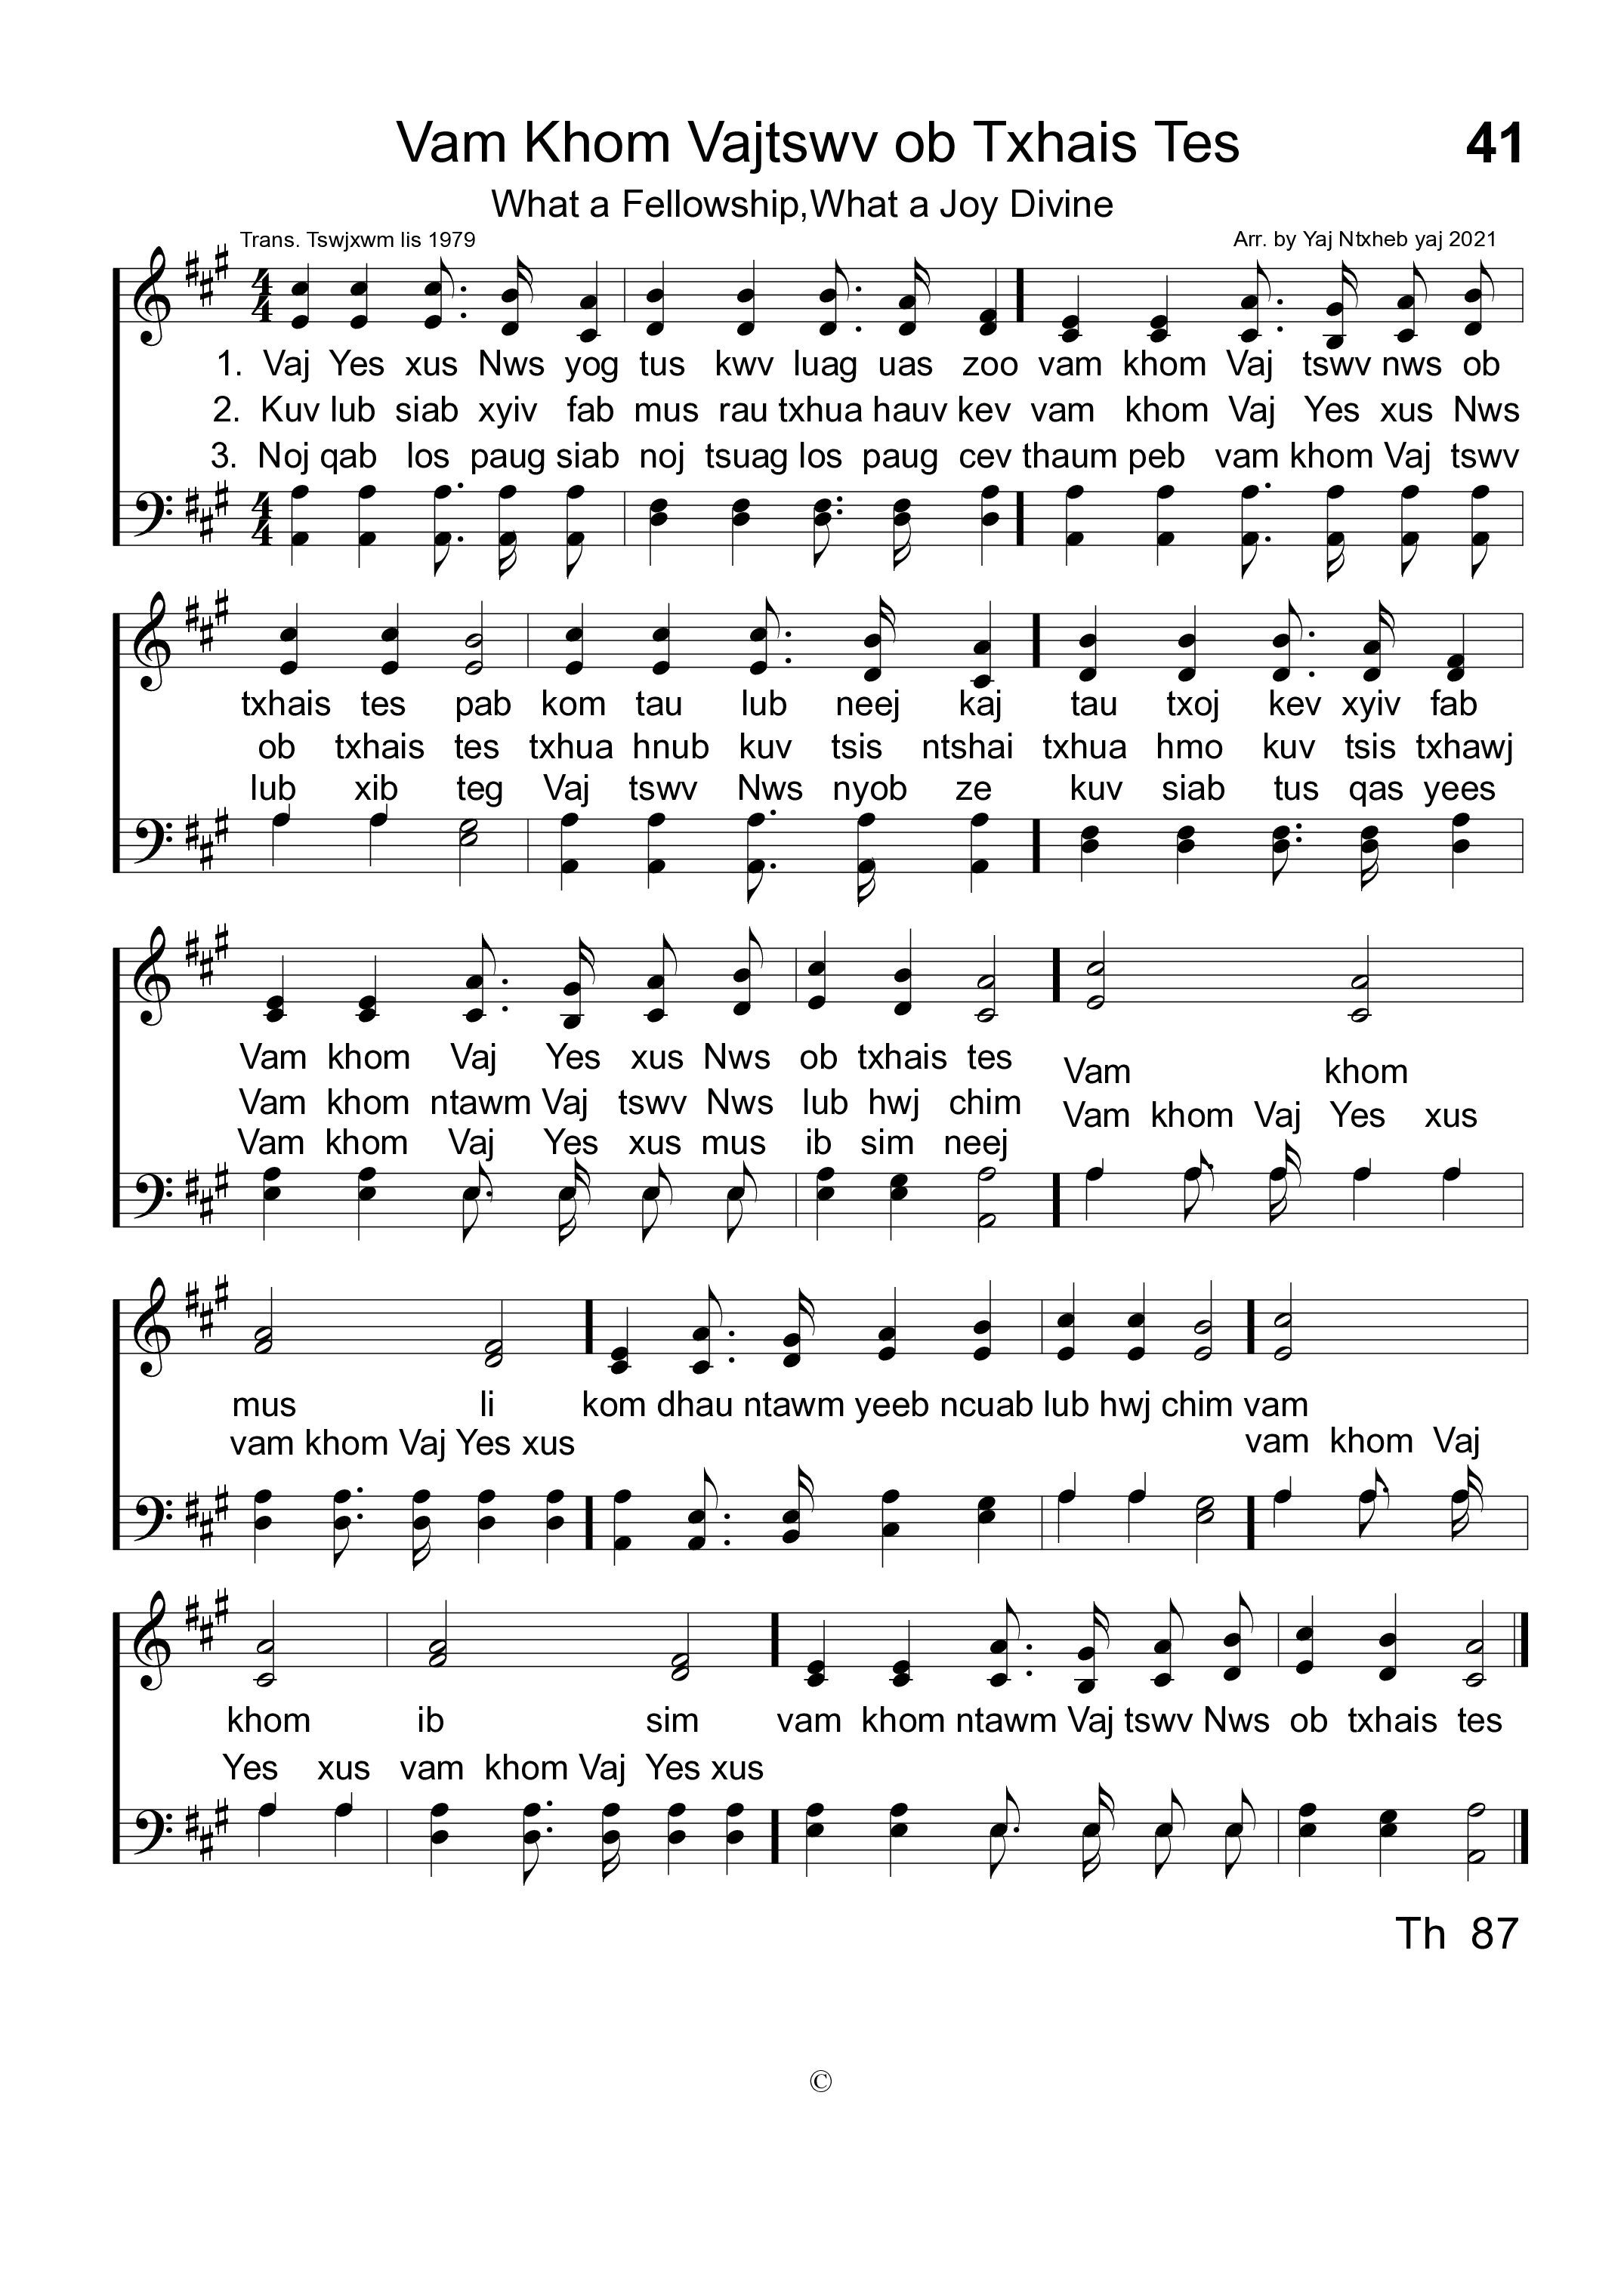 Vam Khom Vajtswv ob Txhais Tes
41
What a Fellowship,What a Joy Divine
Trans. Tswjxwm lis 1979
Arr. by Yaj Ntxheb yaj 2021
1. Vaj Yes xus Nws yog tus kwv luag uas zoo vam khom Vaj tswv nws ob
2. Kuv lub siab xyiv fab mus rau txhua hauv kev vam khom Vaj Yes xus Nws
3. Noj qab los paug siab noj tsuag los paug cev thaum peb vam khom Vaj tswv
txhais tes pab kom tau lub neej kaj tau txoj kev xyiv fab
ob txhais tes txhua hnub kuv tsis ntshai txhua hmo kuv tsis txhawj
lub xib teg Vaj tswv Nws nyob ze kuv siab tus qas yees
Vam khom Vaj Yes xus Nws ob txhais tes Vam khom
Vam khom ntawm Vaj tswv Nws lub hwj chim Vam khom Vaj Yes xus
Vam khom Vaj Yes xus mus ib sim neej
mus li kom dhau ntawm yeeb ncuab lub hwj chim vam
vam khom Vaj Yes xus vam khom Vaj
khom ib sim vam khom ntawm Vaj tswv Nws ob txhais tes
Yes xus vam khom Vaj Yes xus
Th 87
©